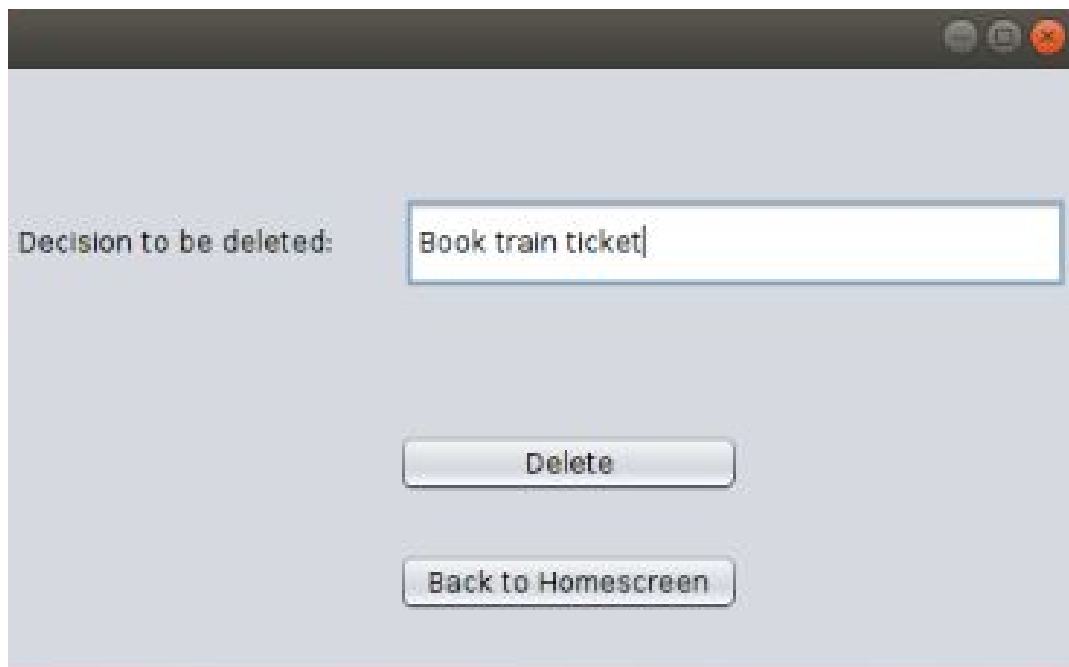 Decision to be deleted:
Book train ticket
Delete
Back to Homescreen